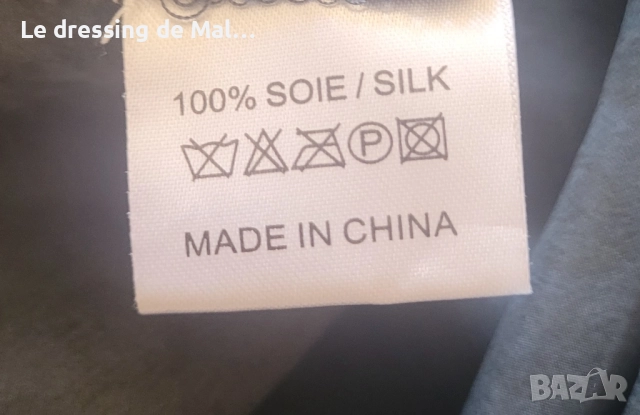 Le dressing de Mal...
100% SOIE / SILK
P
MADE IN CHINA
BAZAR